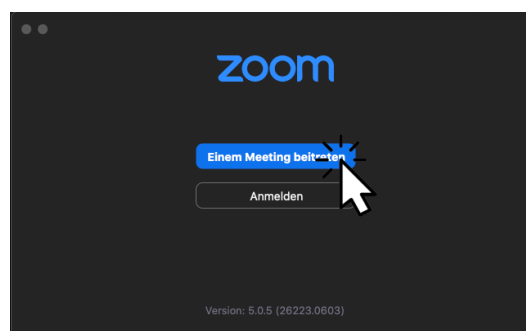 zoom
Einem Meeting beitreten
Anmelden
Version: 5.0.5 (26223.0603)